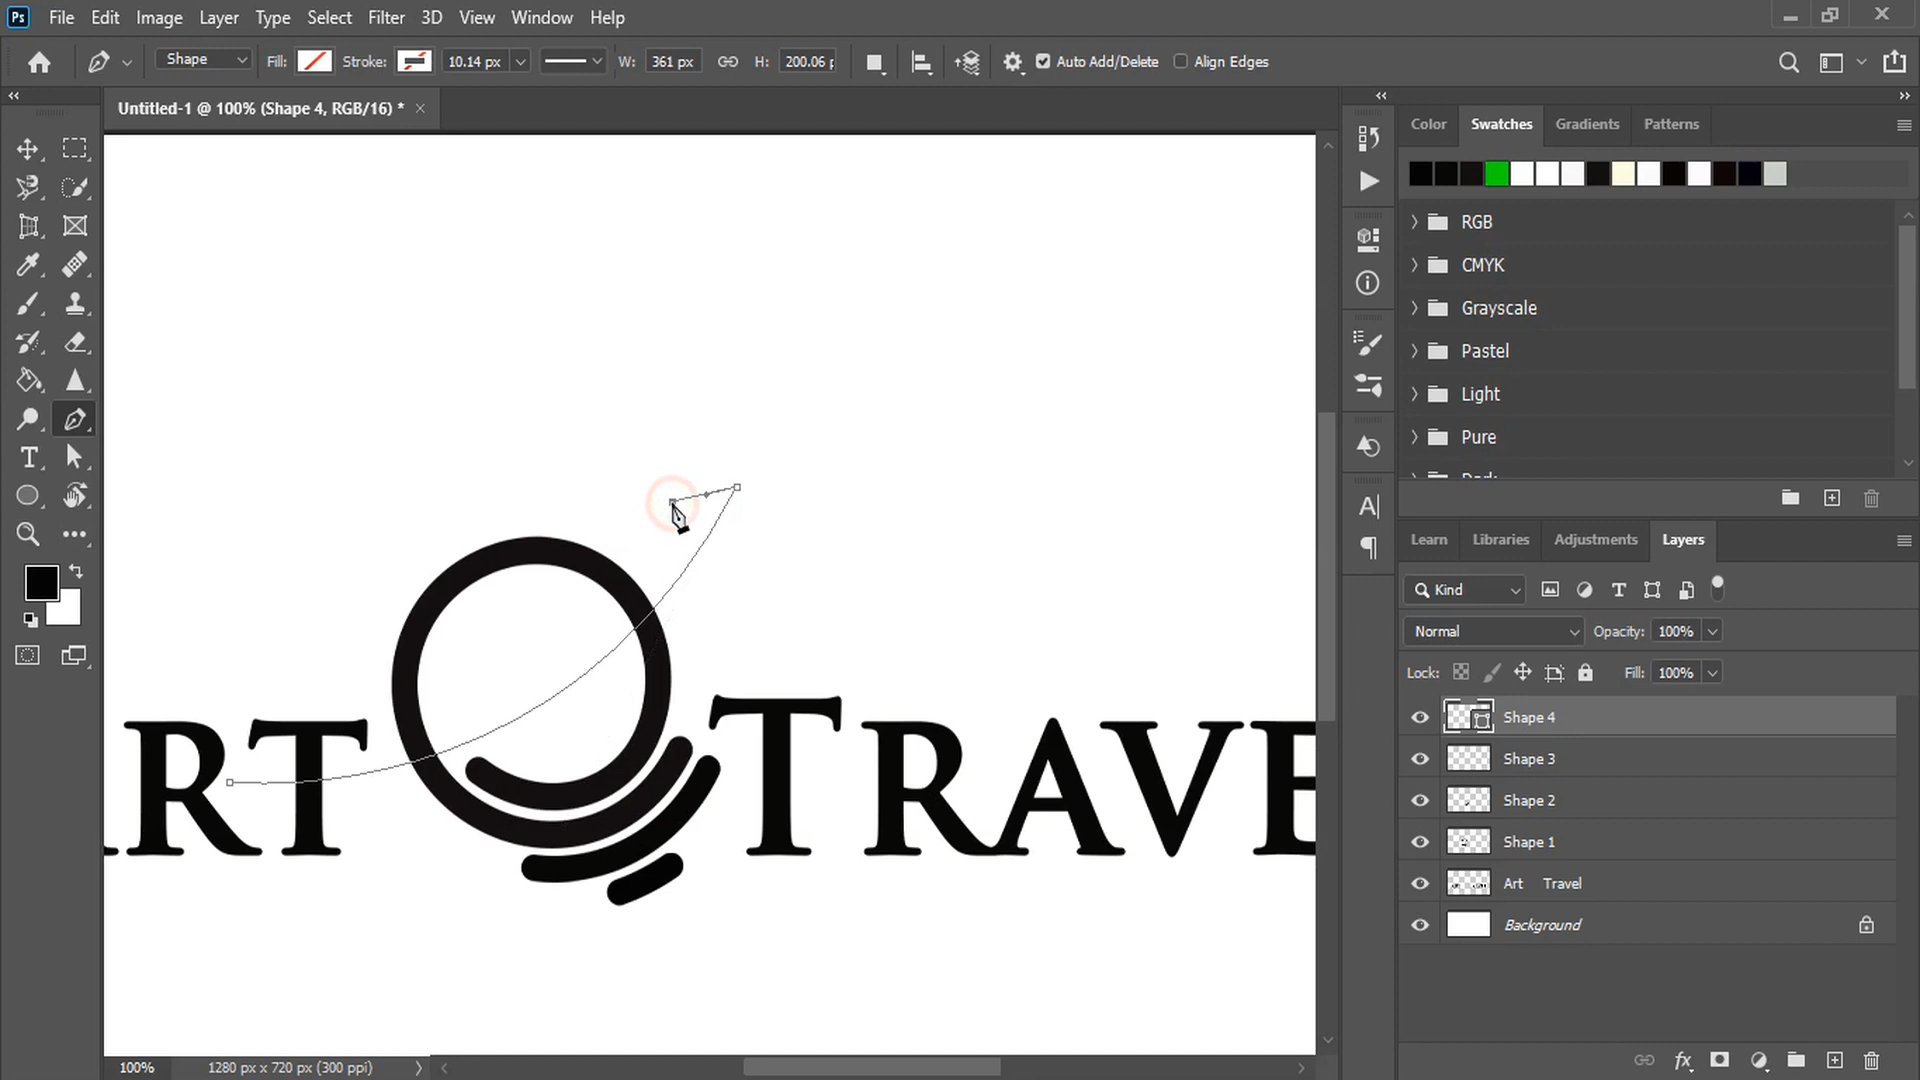 Ps File Edit Image Layer Type Select Filter 3D View Window Help
Shape Fill: Stroke: 10.14 px W: 361 px H: 200.06 p Auto Add/Delete Align Edges
Untitled-1 @ 100% (Shape 4, RGB/16) *
Color Swatches Gradients Patterns
RGB
CMYK
Grayscale
Pastel
Light
Pure
Dark
Learn Libraries Adjustments Layers
Kind
Normal Opacity: 100%
Lock: Fill: 100%
Shape 4
Shape 3
Shape 2
Shape 1
Art Travel
Background
ART TRAVE
100% 1280 px x 720 px (300 ppi)